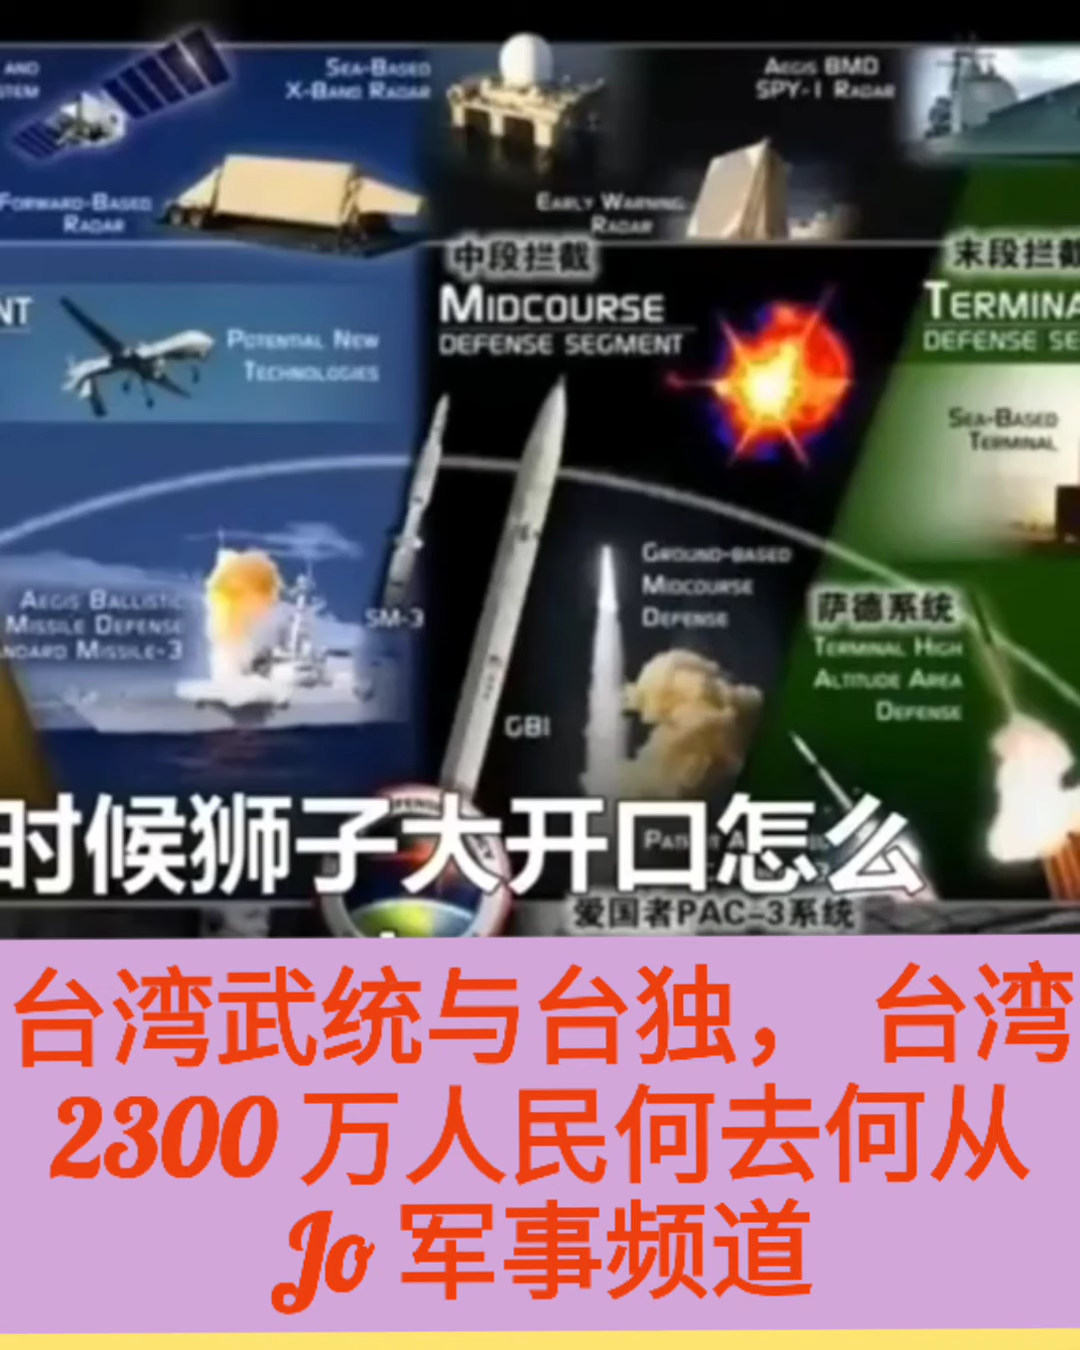 AND
SEA-BASED
X-BAND RADAR
AEGIS BMD
SPY-1 RADAR
FORWARD-BASED
RADAR
EARLY WARNING
RADAR
中段拦截
末段拦截
NT
MIDCOURSE
DEFENSE SEGMENT
TERMINA
DEFENSE SE
POTENTIAL NEW
TECHNOLOGIES
SEA-BASED
TERMINAL
AEGIS BALLISTIC
MISSILE DEFENSE
NDARD MISSILE-3
SM-3
GROUND-BASED
MIDCOURSE
DEFENSE
萨德系统
TERMINAL HIGH
ALTITUDE AREA
DEFENSE
GBI
时候狮子大开口怎么
爱国者PAC-3系统
台湾武统与台独， 台湾
2300 万人民何去何从
Jo 军事频道